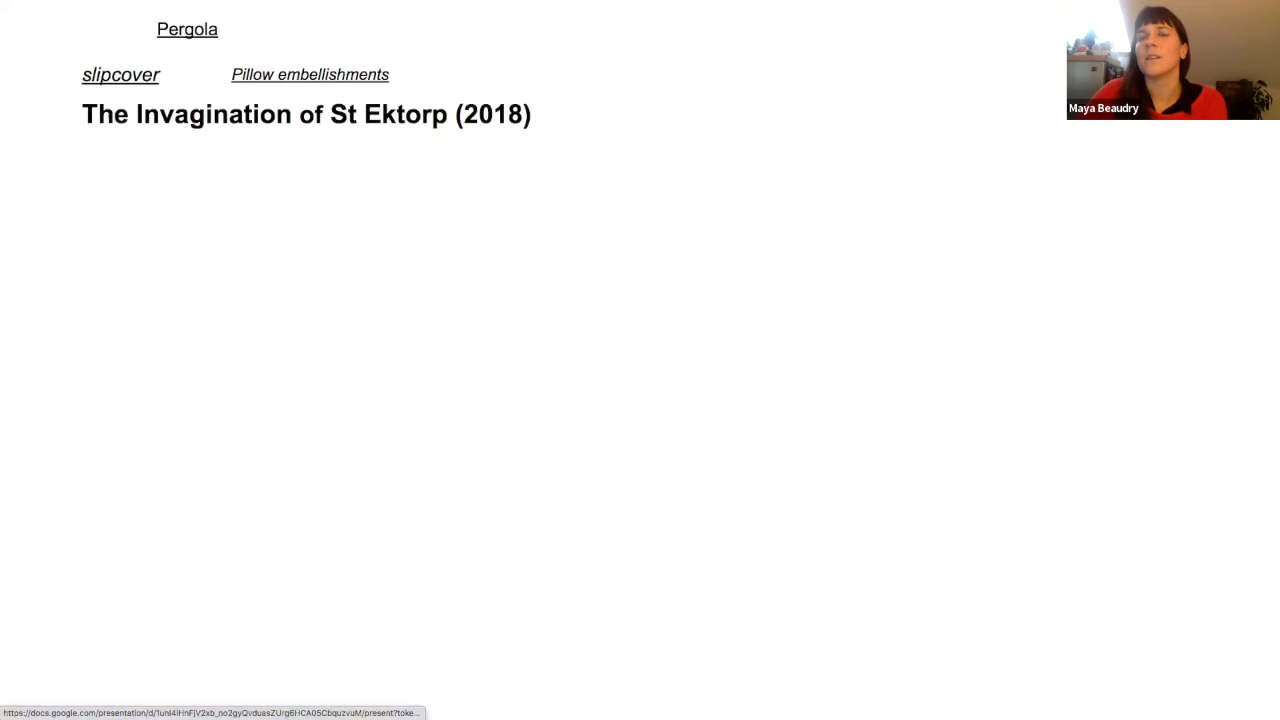 Pergola
slipcover Pillow embellishments
The Invagination of St Ektorp (2018)
Maya Beaudry